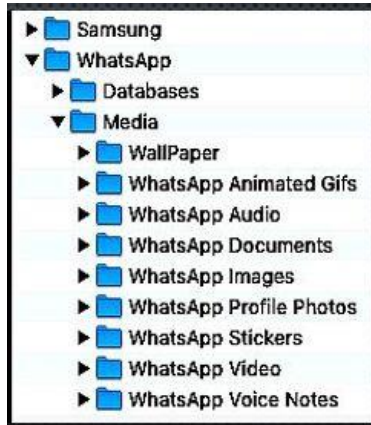 Samsung
WhatsApp
Databases
Media
WallPaper
WhatsApp Animated Gifs
WhatsApp Audio
WhatsApp Documents
WhatsApp Images
WhatsApp Profile Photos
WhatsApp Stickers
WhatsApp Video
WhatsApp Voice Notes